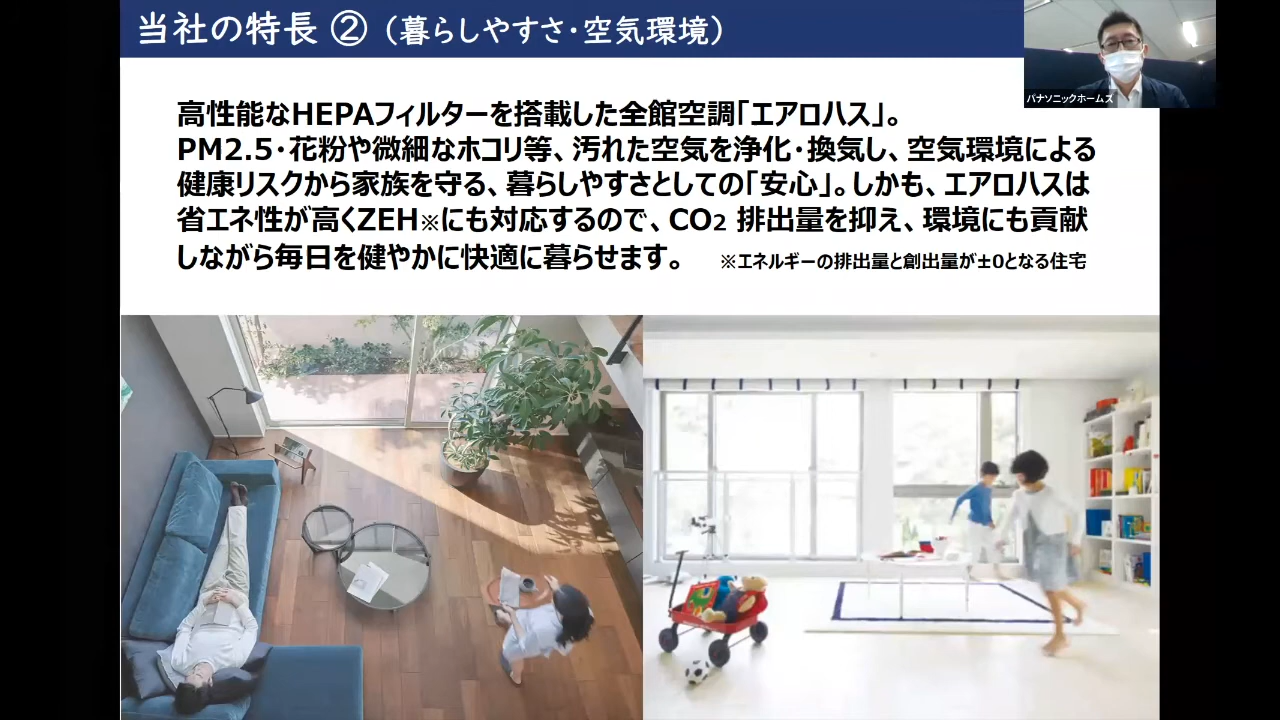 当社の特長 ②（暮らしやすさ・空気環境）
パナソニックホームズ
高性能なHEPAフィルターを搭載した全館空調「エアロハス」。
PM2.5・花粉や微細なホコリ等、汚れた空気を浄化・換気し、空気環境による
健康リスクから家族を守る、暮らしやすさとしての「安心」。しかも、エアロハスは
省エネ性が高くZEH※にも対応するので、CO₂ 排出量を抑え、環境にも貢献
しながら毎日を健やかに快適に暮らせます。 ※エネルギーの排出量と創出量が±0となる住宅